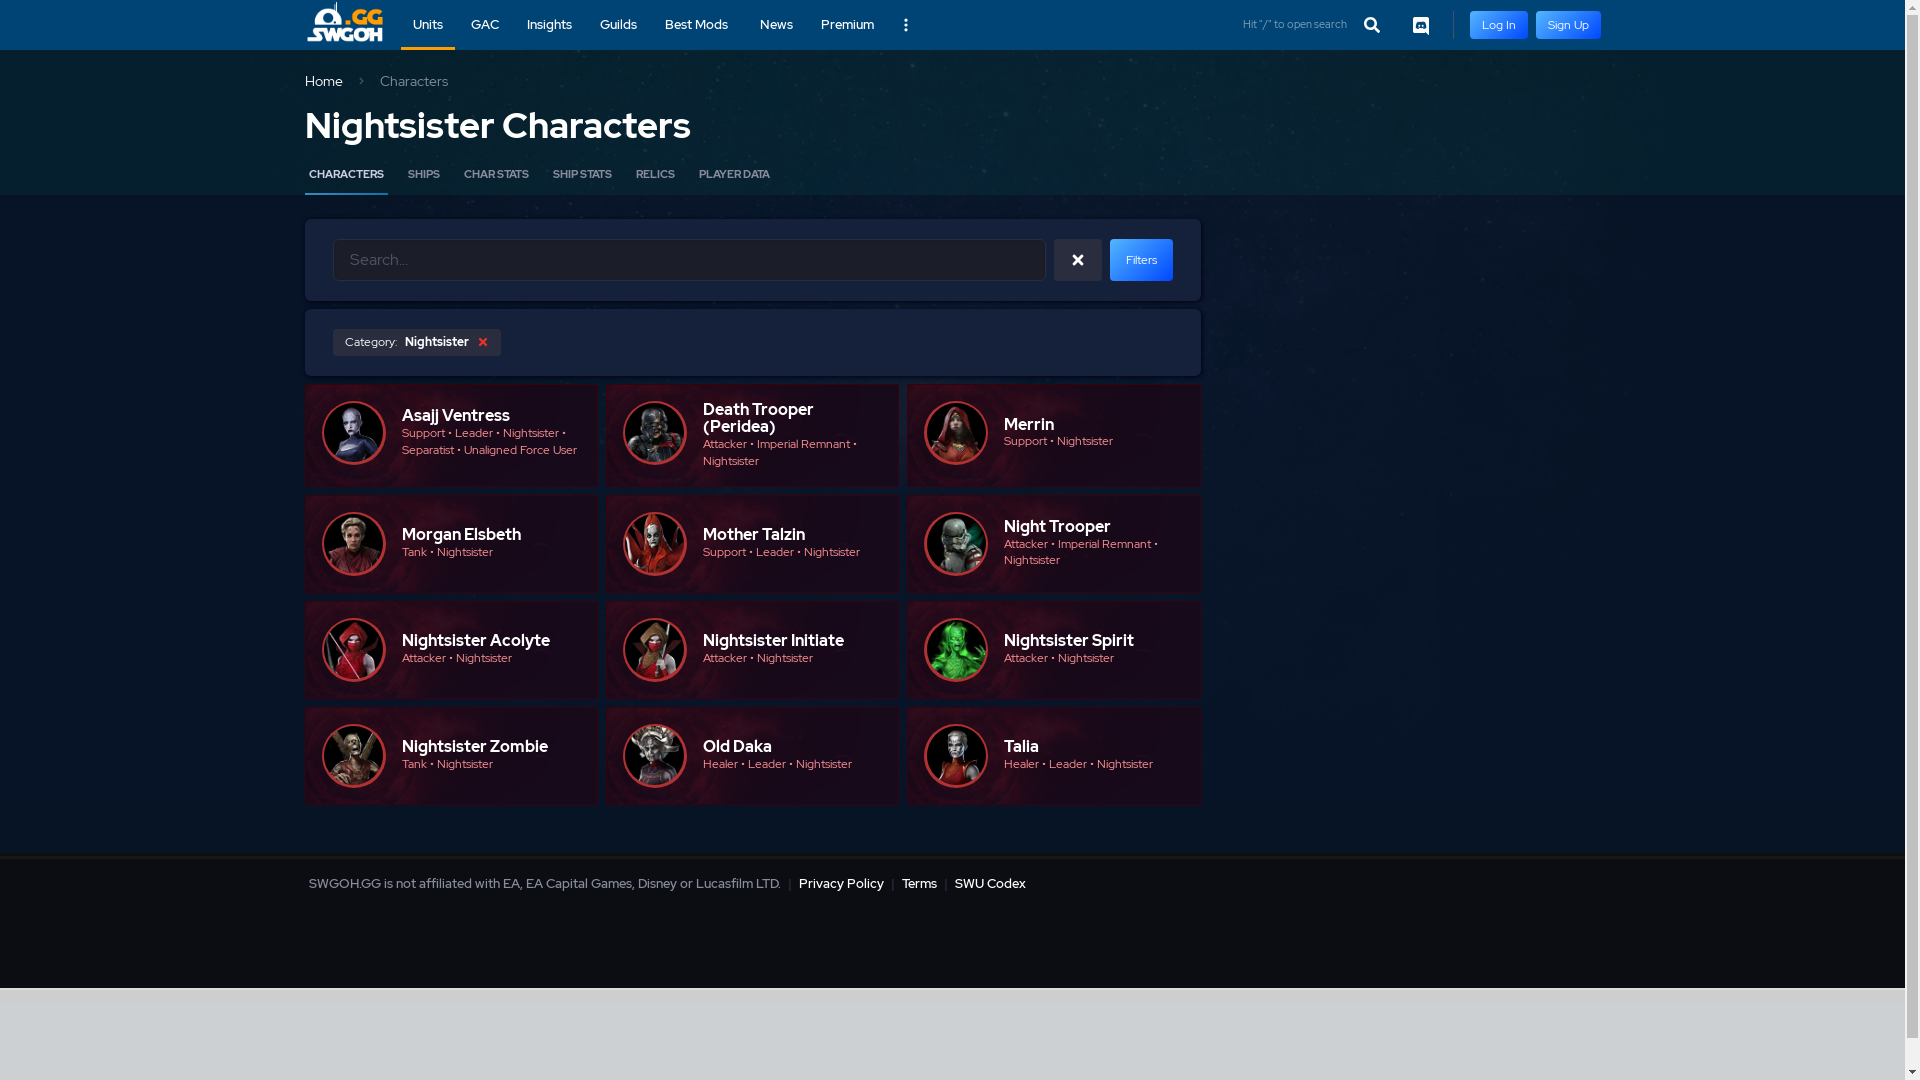 .GG
SWGOH
Units GAC Insights Guilds Best Mods News Premium
Hit "/" to open search
Log In Sign Up
Home Characters
Nightsister Characters
CHARACTERS SHIPS CHAR STATS SHIP STATS RELICS PLAYER DATA
Search...
Filters
Category: Nightsister
Asajj Ventress
Support • Leader • Nightsister •
Separatist • Unaligned Force User
Death Trooper
(Peridea)
Attacker • Imperial Remnant •
Nightsister
Merrin
Support • Nightsister
Morgan Elsbeth
Tank • Nightsister
Mother Talzin
Support • Leader • Nightsister
Night Trooper
Attacker • Imperial Remnant •
Nightsister
Nightsister Acolyte
Attacker • Nightsister
Nightsister Initiate
Attacker • Nightsister
Nightsister Spirit
Attacker • Nightsister
Nightsister Zombie
Tank • Nightsister
Old Daka
Healer • Leader • Nightsister
Talia
Healer • Leader • Nightsister
SWGOH.GG is not affiliated with EA, EA Capital Games, Disney or Lucasfilm LTD. | Privacy Policy | Terms | SWU Codex